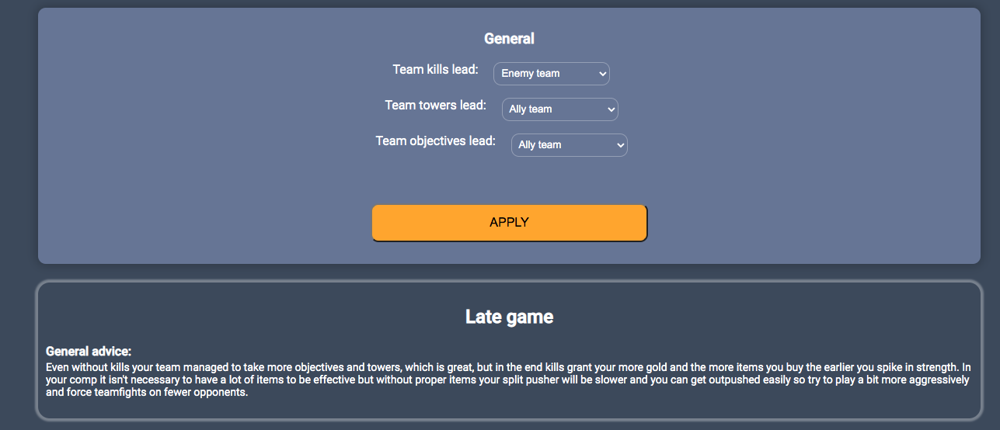 General
Team kills lead: Enemy team
Team towers lead: Ally team
Team objectives lead: Ally team
APPLY
Late game
General advice:
Even without kills your team managed to take more objectives and towers, which is great, but in the end kills grant your more gold and the more items you buy the earlier you spike in strength. In
your comp it isn't necessary to have a lot of items to be effective but without proper items your split pusher will be slower and you can get outpushed easily so try to play a bit more aggressively
and force teamfights on fewer opponents.